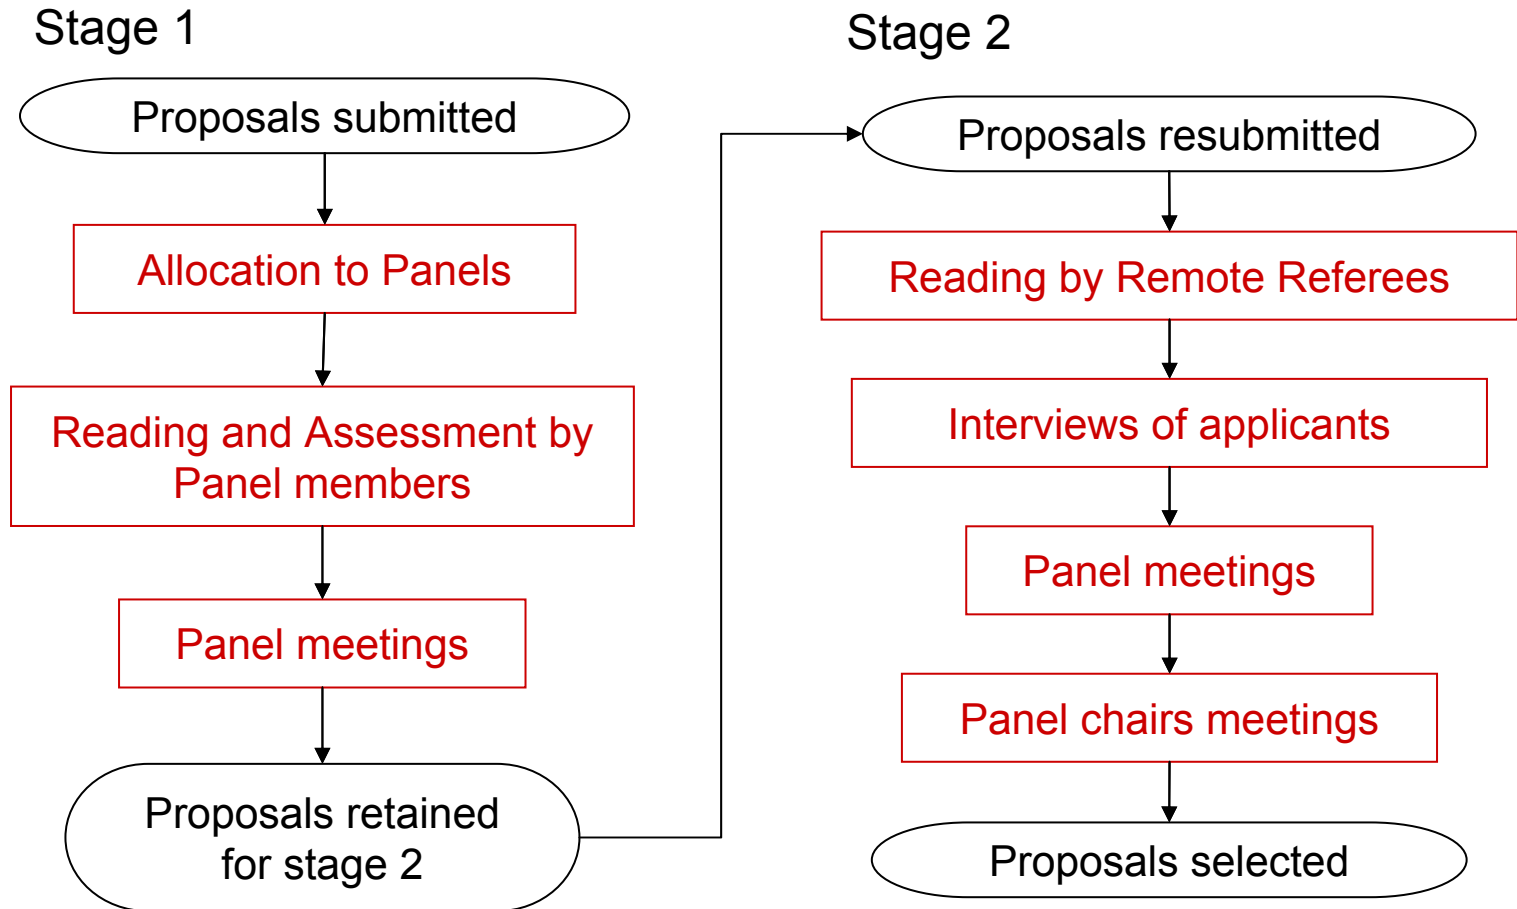 Stage 1
Proposals submitted
Allocation to Panels
Reading and Assessment by
Panel members
Panel meetings
Proposals retained
for stage 2
Stage 2
Proposals resubmitted
Reading by Remote Referees
Interviews of applicants
Panel meetings
Panel chairs meetings
Proposals selected